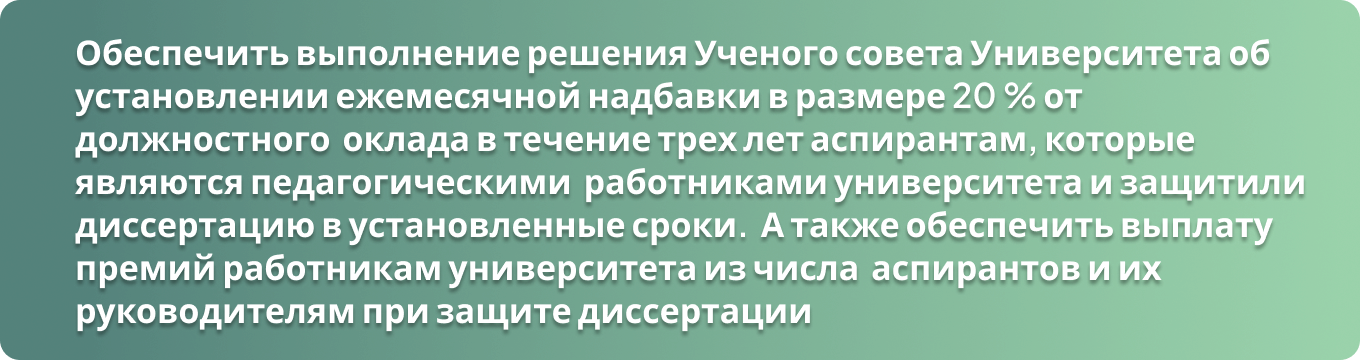 Обеспечить выполнение решения Ученого совета Университета об
установлении ежемесячной надбавки в размере 20 % от
должностного  оклада в течение трех лет аспирантам, которые
являются педагогическими  работниками университета и защитили
диссертацию в установленные сроки.  А также обеспечить выплату
премий работникам университета из числа  аспирантов и их
руководителям при защите диссертации